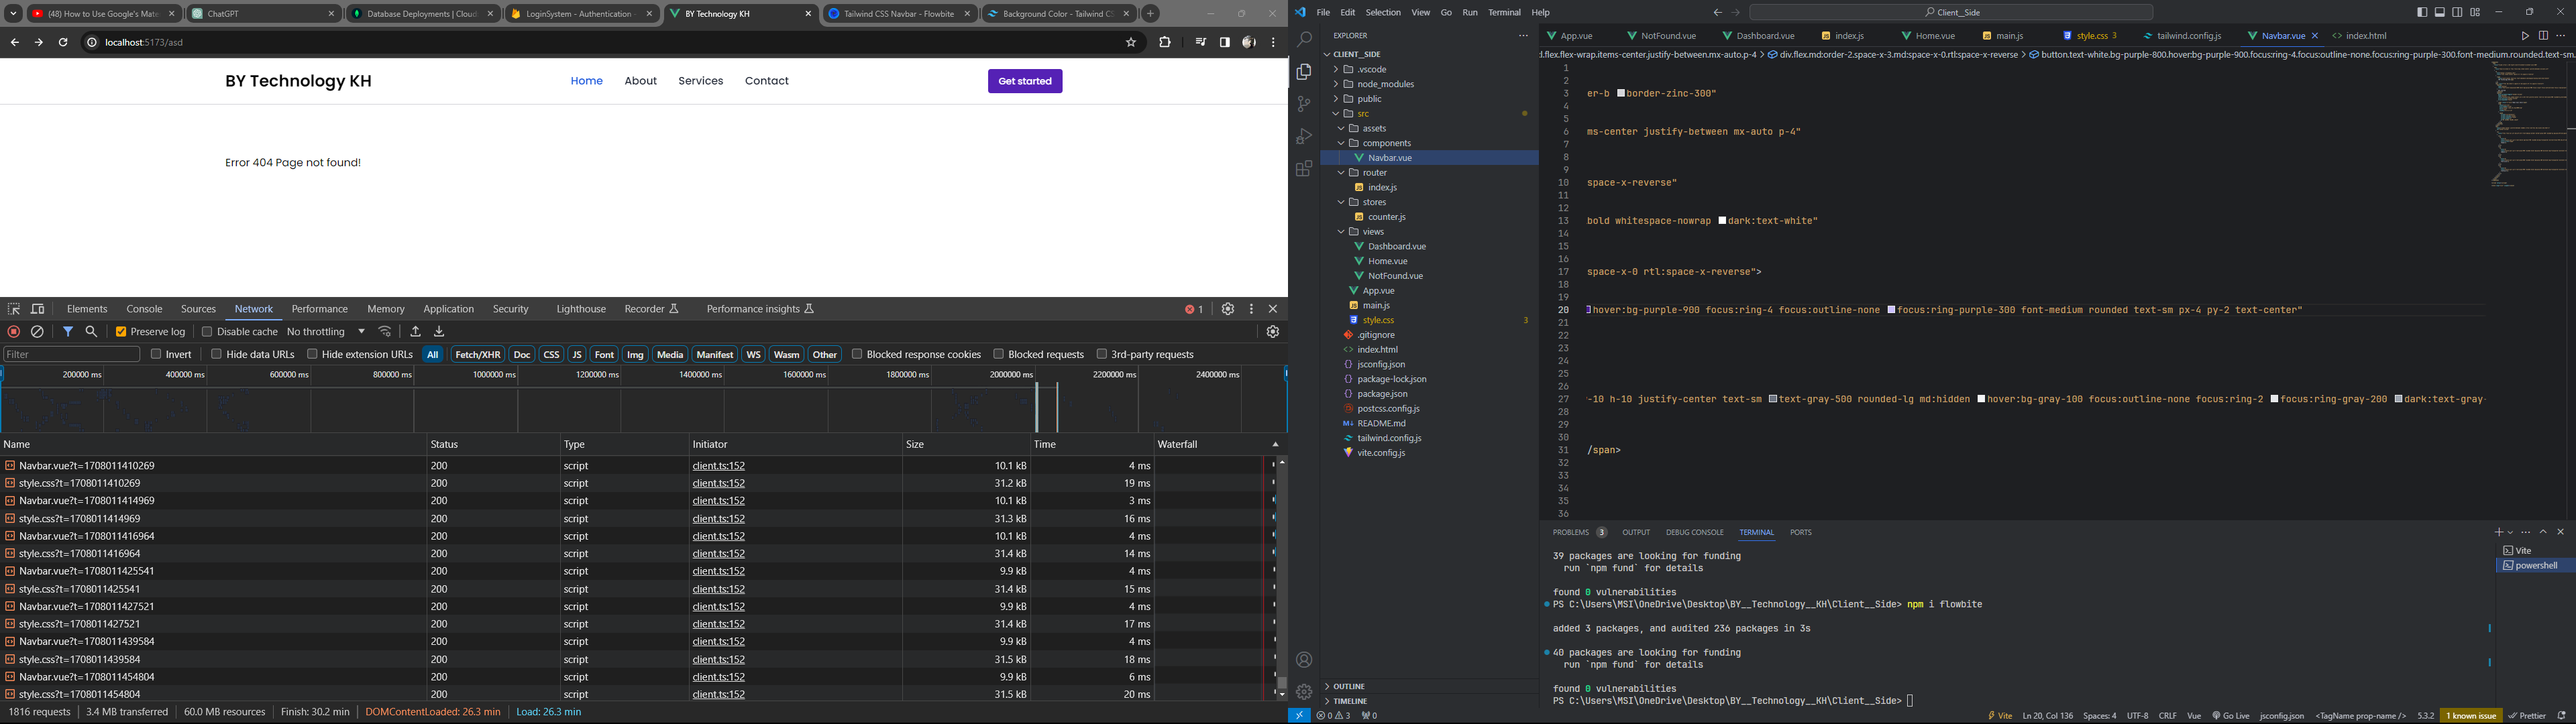 (48) How to Use Google's Mate
ChatGPT
Database Deployments | Cloud
LoginSystem - Authentication -
BY Technology KH
Tailwind CSS Navbar - Flowbite
Background Color - Tailwind CS
localhost:5173/asd
BY Technology KH
Home About Services Contact
Get started
Error 404 Page not found!
Elements Console Sources Network Performance Memory Application Security Lighthouse Recorder Performance insights 1
Preserve log Disable cache No throttling
Filter Invert Hide data URLs Hide extension URLs All Fetch/XHR Doc CSS JS Font Img Media Manifest WS Wasm Other Blocked response cookies Blocked requests 3rd-party requests
200000 ms 400000 ms 600000 ms 800000 ms 1000000 ms 1200000 ms 1400000 ms 1600000 ms 1800000 ms 2000000 ms 2200000 ms 2400000 ms
Name Status Type Initiator Size Time Waterfall
Navbar.vue?t=1708011410269 200 script client.ts:152 10.1 kB 4 ms
style.css?t=1708011410269 200 script client.ts:152 31.2 kB 19 ms
Navbar.vue?t=1708011414969 200 script client.ts:152 10.1 kB 3 ms
style.css?t=1708011414969 200 script client.ts:152 31.3 kB 16 ms
Navbar.vue?t=1708011416964 200 script client.ts:152 10.1 kB 4 ms
style.css?t=1708011416964 200 script client.ts:152 31.4 kB 14 ms
Navbar.vue?t=1708011425541 200 script client.ts:152 9.9 kB 4 ms
style.css?t=1708011425541 200 script client.ts:152 31.4 kB 15 ms
Navbar.vue?t=1708011427521 200 script client.ts:152 9.9 kB 4 ms
style.css?t=1708011427521 200 script client.ts:152 31.4 kB 17 ms
Navbar.vue?t=1708011439584 200 script client.ts:152 9.9 kB 4 ms
style.css?t=1708011439584 200 script client.ts:152 31.5 kB 18 ms
Navbar.vue?t=1708011454804 200 script client.ts:152 9.9 kB 6 ms
style.css?t=1708011454804 200 script client.ts:152 31.5 kB 20 ms
1816 requests 3.4 MB transferred 60.0 MB resources Finish: 30.2 min DOMContentLoaded: 26.3 min Load: 26.3 min
File Edit Selection View Go Run Terminal Help
Client__Side
EXPLORER
CLIENT__SIDE
.vscode
node_modules
public
src
assets
components
Navbar.vue
router
index.js
stores
counter.js
views
Dashboard.vue
Home.vue
NotFound.vue
App.vue
main.js
style.css 3
.gitignore
index.html
jsconfig.json
package-lock.json
package.json
postcss.config.js
README.md
tailwind.config.js
vite.config.js
OUTLINE
TIMELINE
App.vue NotFound.vue Dashboard.vue index.js Home.vue main.js style.css 3 tailwind.config.js Navbar.vue index.html
d.flex.flex-wrap.items-center.justify-between.mx-auto.p-4 > div.flex.md:order-2.space-x-3.md:space-x-0.rtl:space-x-reverse > button.text-white.bg-purple-800.hover:bg-purple-900.focus:ring-4.focus:outline-none.focus:ring-purple-300.font-medium.rounded.text-sm.
1
2
3 er-b border-zinc-300"
4
5
6 ms-center justify-between mx-auto p-4"
7
8
9
10 space-x-reverse"
11
12
13 bold whitespace-nowrap dark:text-white"
14
15
16
17 space-x-0 rtl:space-x-reverse">
18
19
20 hover:bg-purple-900 focus:ring-4 focus:outline-none focus:ring-purple-300 font-medium rounded text-sm px-4 py-2 text-center"
21
22
23
24
25
26
27 -10 h-10 justify-center text-sm text-gray-500 rounded-lg md:hidden hover:bg-gray-100 focus:outline-none focus:ring-2 focus:ring-gray-200 dark:text-gray-
28
29
30
31 /span>
32
33
34
35
36
PROBLEMS 3 OUTPUT DEBUG CONSOLE TERMINAL PORTS
39 packages are looking for funding
run `npm fund` for details
found 0 vulnerabilities
PS C:\Users\MSI\OneDrive\Desktop\BY__Technology__KH\Client__Side> npm i flowbite
added 3 packages, and audited 236 packages in 3s
40 packages are looking for funding
run `npm fund` for details
found 0 vulnerabilities
PS C:\Users\MSI\OneDrive\Desktop\BY__Technology__KH\Client__Side>
Vite
powershell
0 3 0 Vite Ln 20, Col 136 Spaces: 4 UTF-8 CRLF Vue Go Live jsconfig.json <TagName prop-name /> 5.3.2 1 known issue Prettier